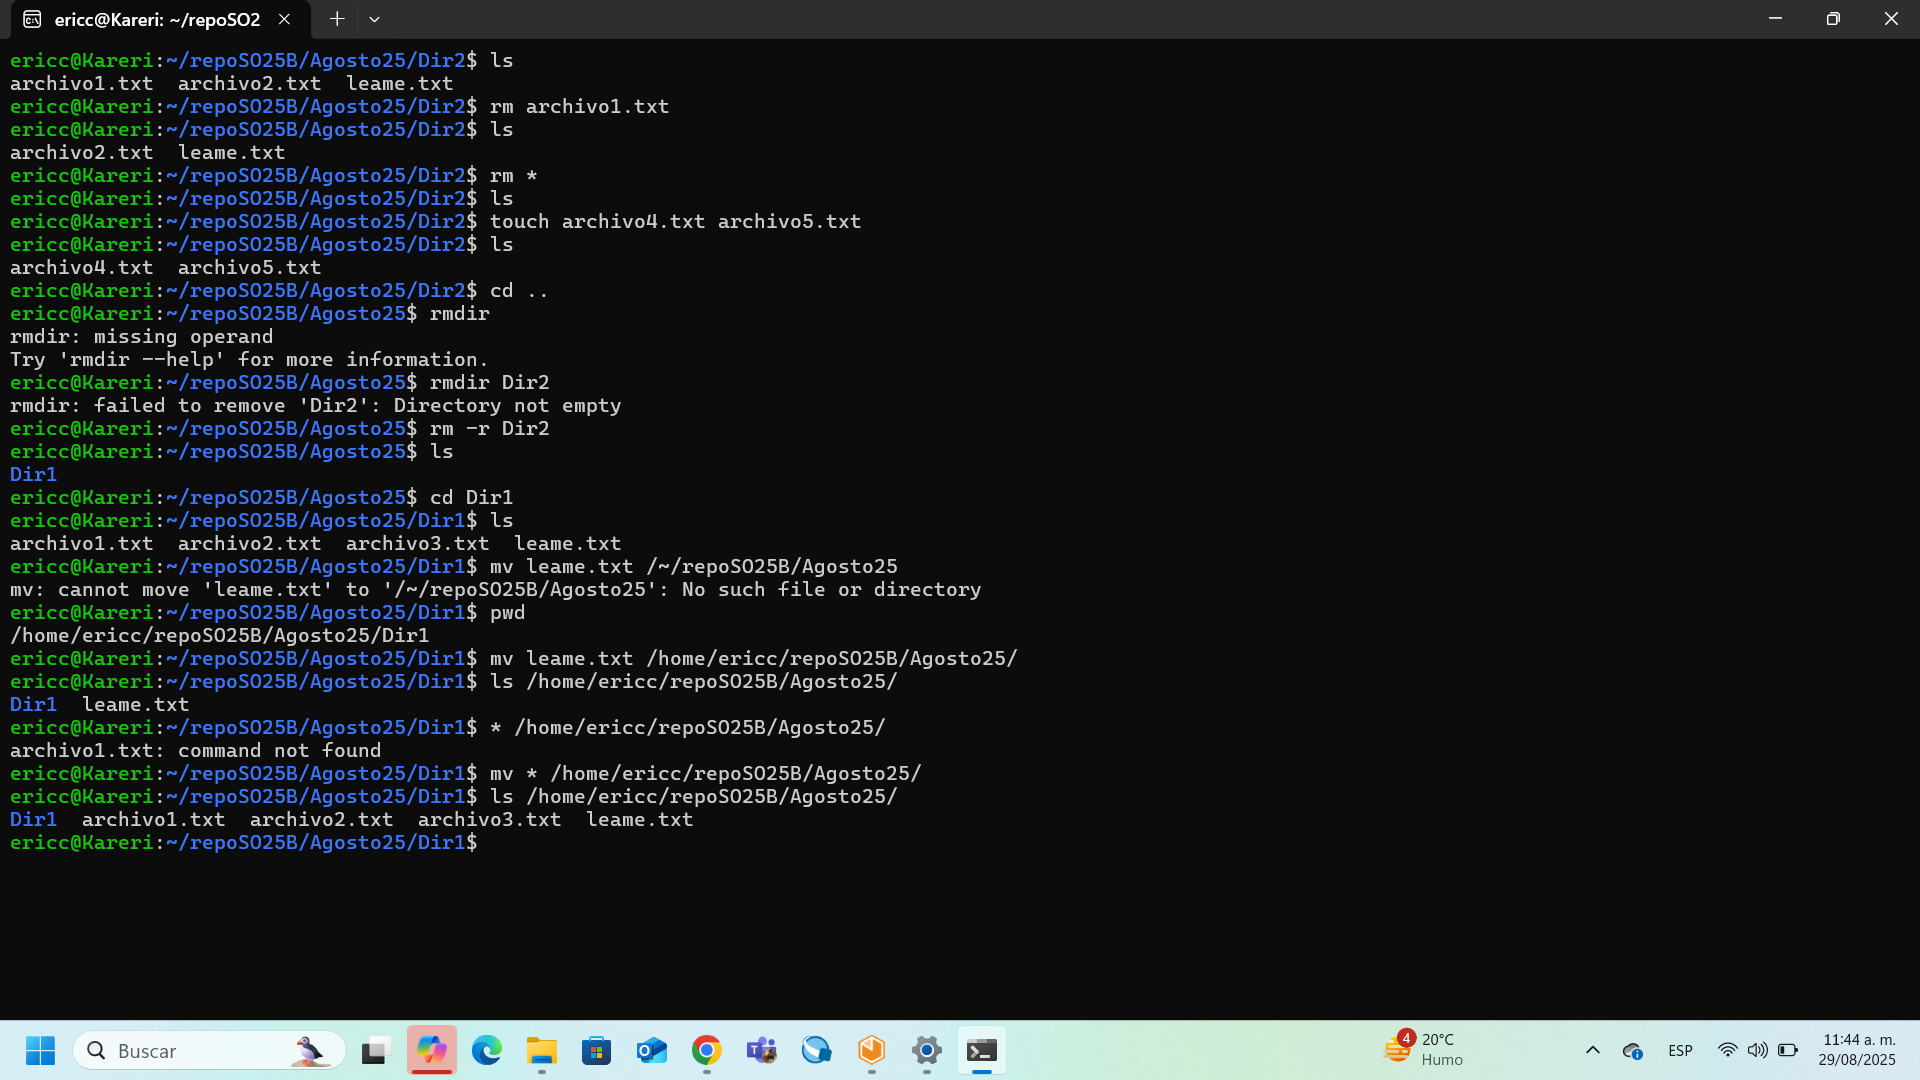 ericc@Kareri: ~/repoSO2
ericc@Kareri:~/repoSO25B/Agosto25/Dir2$ ls
archivo1.txt  archivo2.txt  leame.txt
ericc@Kareri:~/repoSO25B/Agosto25/Dir2$ rm archivo1.txt
ericc@Kareri:~/repoSO25B/Agosto25/Dir2$ ls
archivo2.txt  leame.txt
ericc@Kareri:~/repoSO25B/Agosto25/Dir2$ rm *
ericc@Kareri:~/repoSO25B/Agosto25/Dir2$ ls
ericc@Kareri:~/repoSO25B/Agosto25/Dir2$ touch archivo4.txt archivo5.txt
ericc@Kareri:~/repoSO25B/Agosto25/Dir2$ ls
archivo4.txt  archivo5.txt
ericc@Kareri:~/repoSO25B/Agosto25/Dir2$ cd ..
ericc@Kareri:~/repoSO25B/Agosto25$ rmdir
rmdir: missing operand
Try 'rmdir --help' for more information.
ericc@Kareri:~/repoSO25B/Agosto25$ rmdir Dir2
rmdir: failed to remove 'Dir2': Directory not empty
ericc@Kareri:~/repoSO25B/Agosto25$ rm -r Dir2
ericc@Kareri:~/repoSO25B/Agosto25$ ls
Dir1
ericc@Kareri:~/repoSO25B/Agosto25$ cd Dir1
ericc@Kareri:~/repoSO25B/Agosto25/Dir1$ ls
archivo1.txt  archivo2.txt  archivo3.txt  leame.txt
ericc@Kareri:~/repoSO25B/Agosto25/Dir1$ mv leame.txt /~/repoSO25B/Agosto25
mv: cannot move 'leame.txt' to '/~/repoSO25B/Agosto25': No such file or directory
ericc@Kareri:~/repoSO25B/Agosto25/Dir1$ pwd
/home/ericc/repoSO25B/Agosto25/Dir1
ericc@Kareri:~/repoSO25B/Agosto25/Dir1$ mv leame.txt /home/ericc/repoSO25B/Agosto25/
ericc@Kareri:~/repoSO25B/Agosto25/Dir1$ ls /home/ericc/repoSO25B/Agosto25/
Dir1  leame.txt
ericc@Kareri:~/repoSO25B/Agosto25/Dir1$ * /home/ericc/repoSO25B/Agosto25/
archivo1.txt: command not found
ericc@Kareri:~/repoSO25B/Agosto25/Dir1$ mv * /home/ericc/repoSO25B/Agosto25/
ericc@Kareri:~/repoSO25B/Agosto25/Dir1$ ls /home/ericc/repoSO25B/Agosto25/
Dir1  archivo1.txt  archivo2.txt  archivo3.txt  leame.txt
ericc@Kareri:~/repoSO25B/Agosto25/Dir1$
Buscar
4
20°C
Humo
ESP
11:44 a. m.
29/08/2025